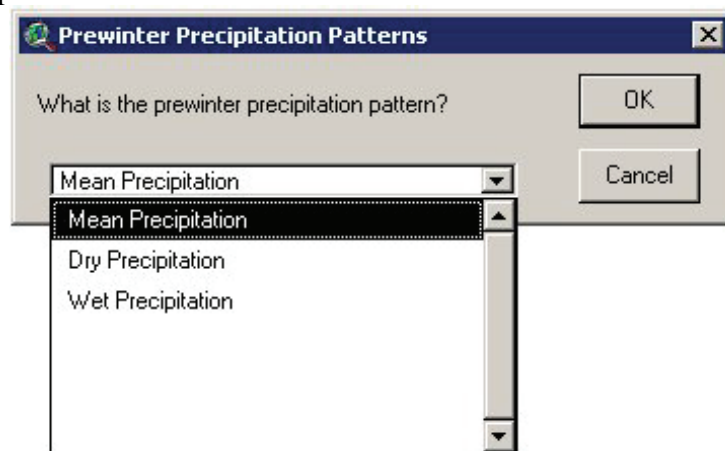 Prewinter Precipitation Patterns
What is the prewinter precipitation pattern?
OK
Cancel
Mean Precipitation
Mean Precipitation
Dry Precipitation
Wet Precipitation